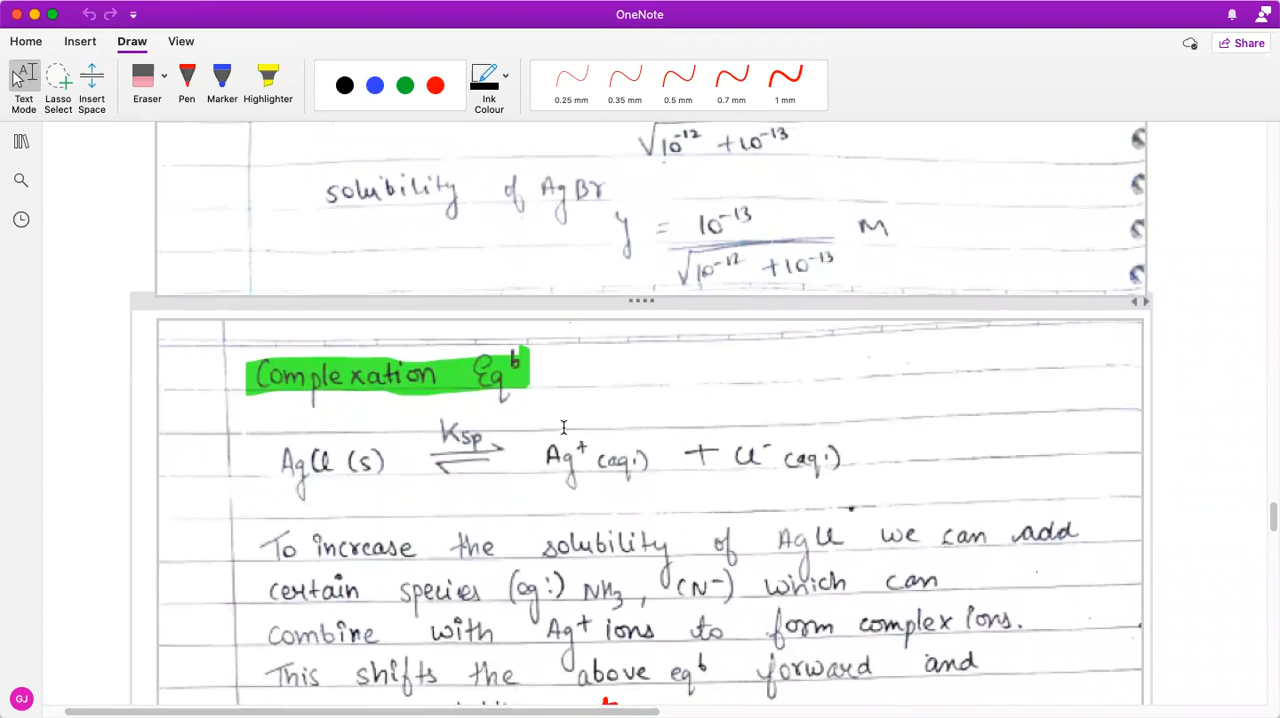 OneNote
Home Insert Draw View
Share
Text Mode
Lasso Select
Insert Space
Eraser
Pen
Marker
Highlighter
Ink Colour
0.25 mm
0.35 mm
0.5 mm
0.7 mm
1 mm
√10⁻¹² + 10⁻¹³
solubility of AgBr
y = 10⁻¹³ / √10⁻¹² + 10⁻¹³ M
Complexation Eqᵇ
Ksp
AgCl (s) ⇌ Ag⁺ (aq.) + Cl⁻ (aq.)
To increase the solubility of AgCl we can add
certain species (eg:) NH₃, (CN⁻) which can
combine with Ag⁺ ions to form complex ions.
This shifts the above eqᵇ forward and
GJ